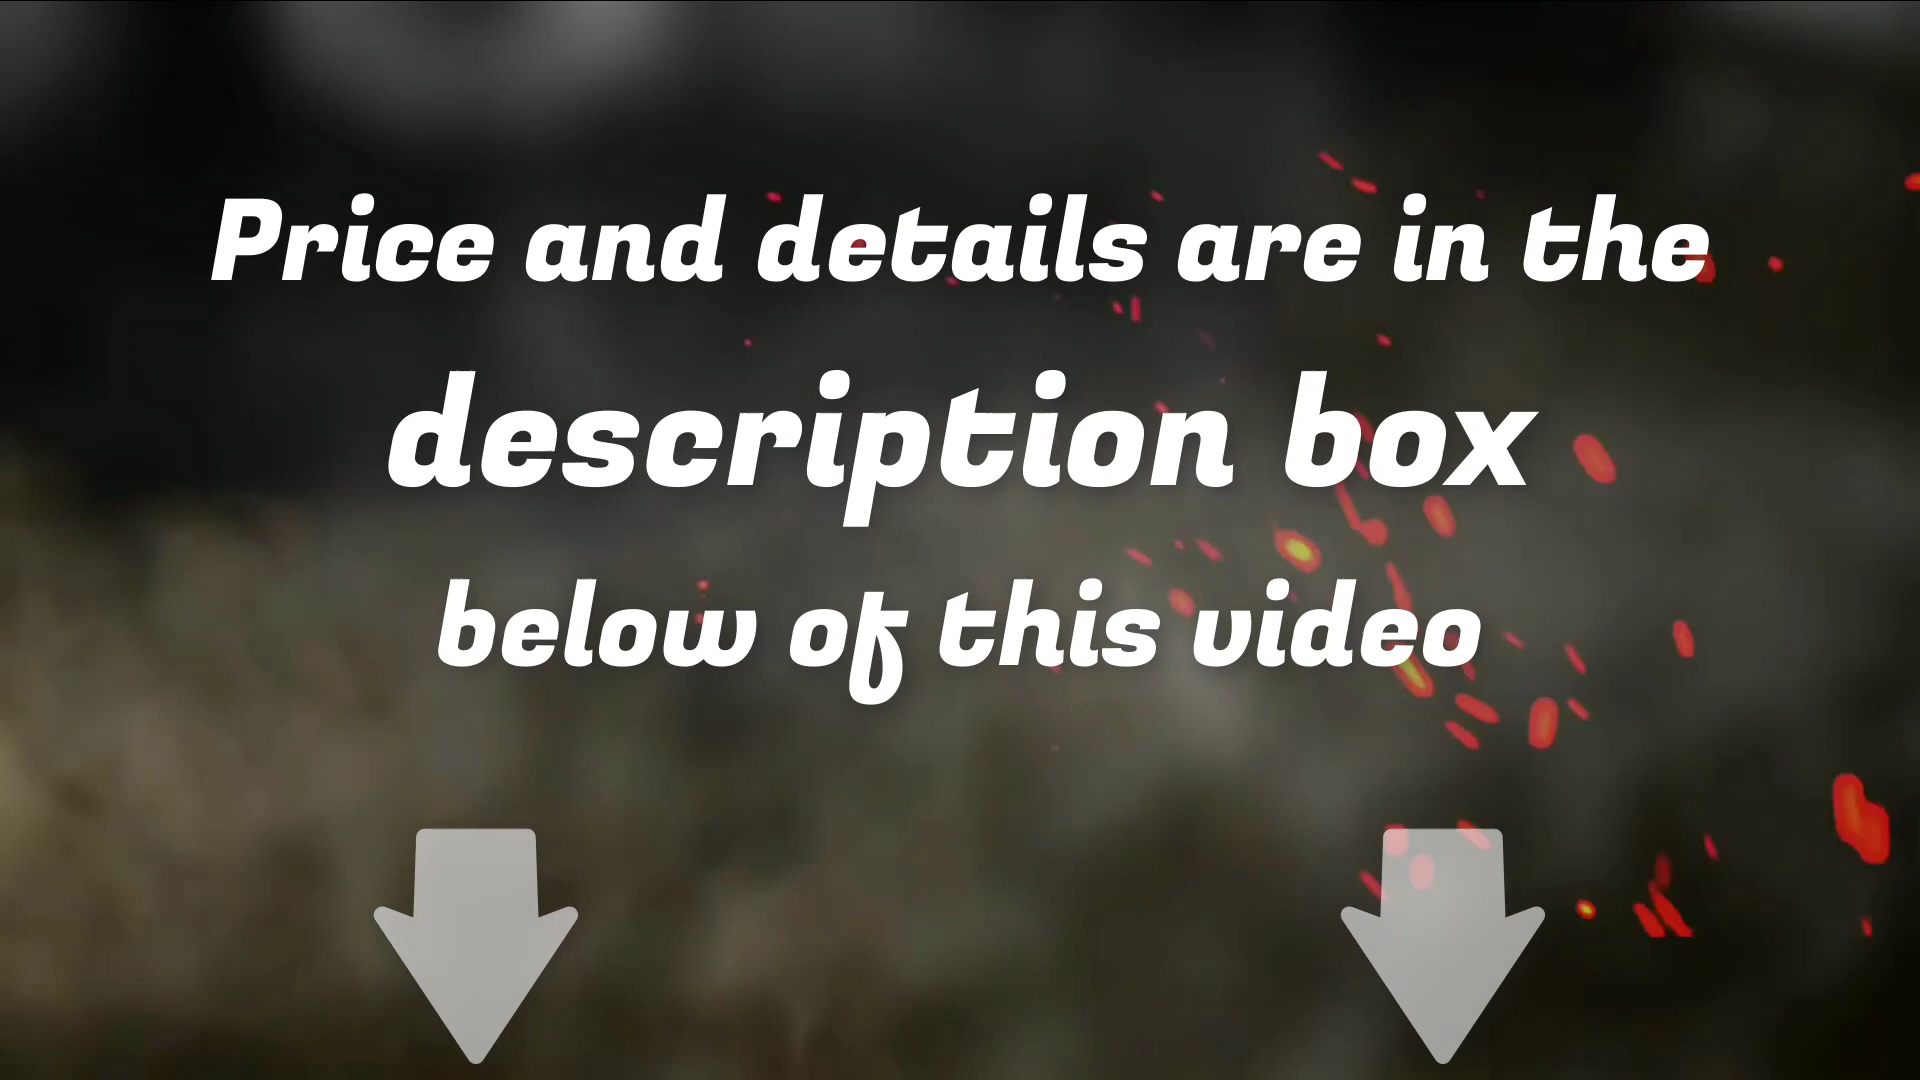 Price and details are in the
description box
below of this video